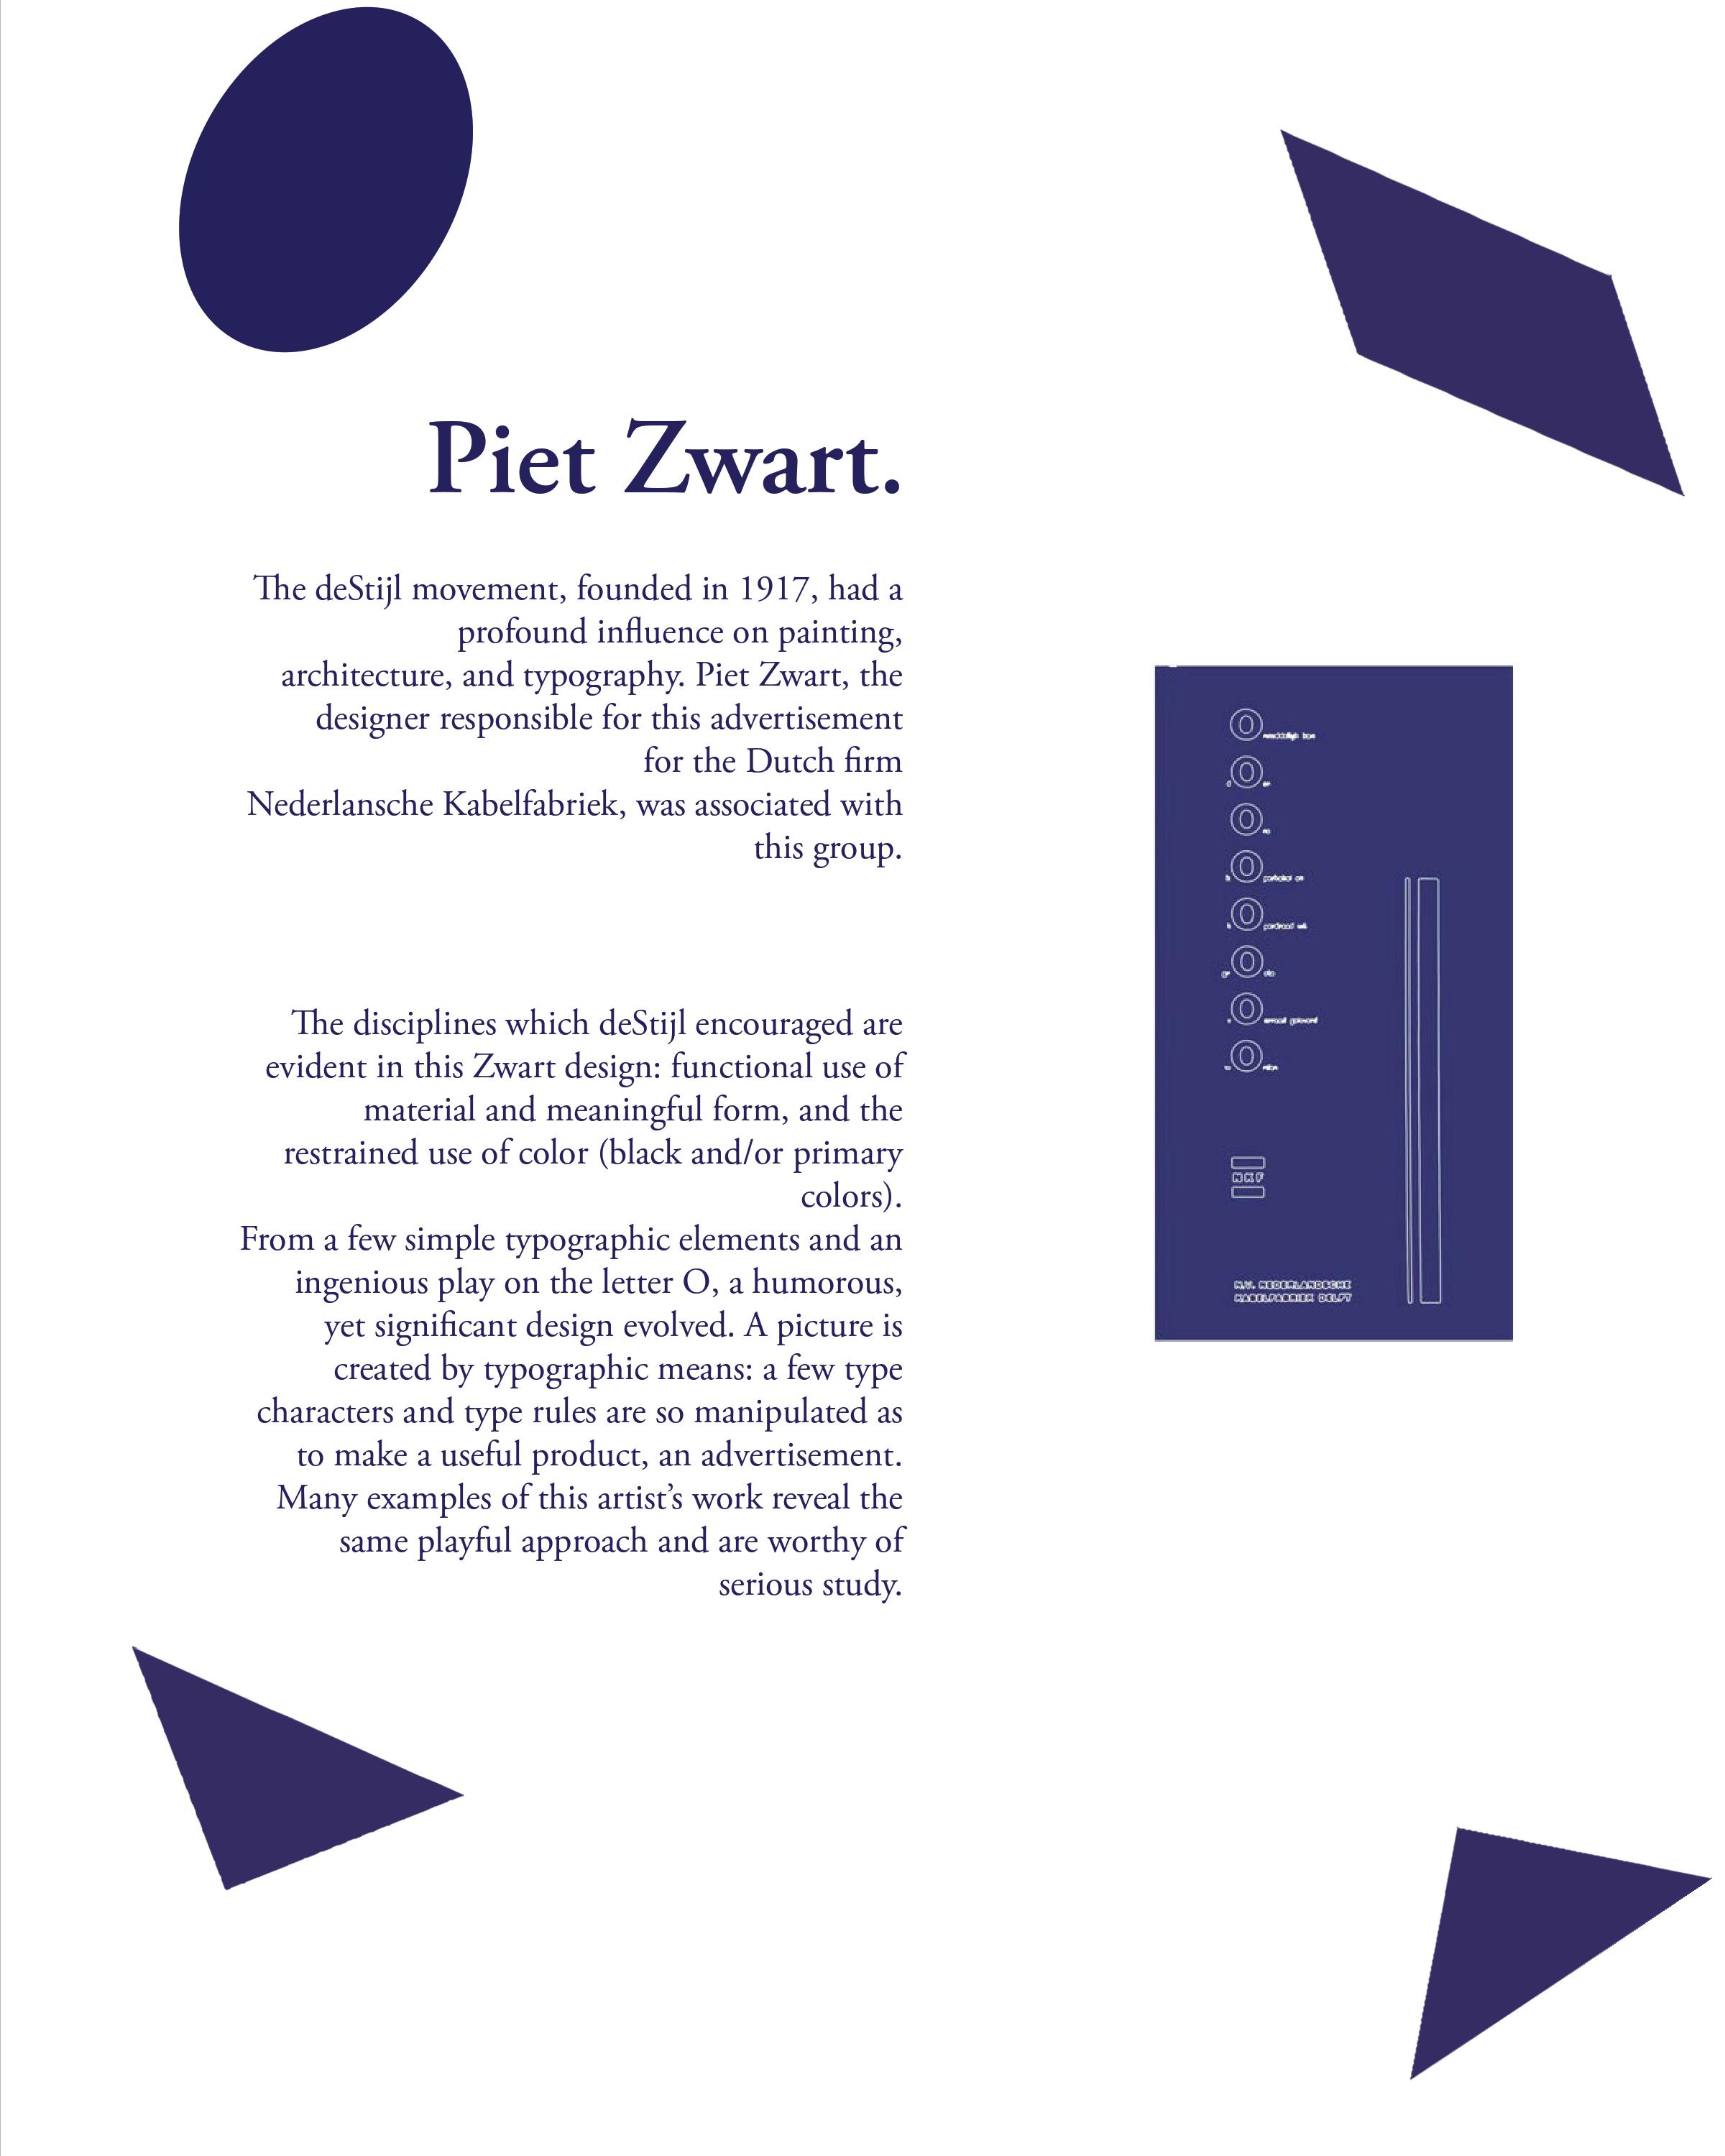 Piet Zwart.
The deStijl movement, founded in 1917, had a
profound influence on painting,
architecture, and typography. Piet Zwart, the
designer responsible for this advertisement
for the Dutch firm
Nederlansche Kabelfabriek, was associated with
this group.
The disciplines which deStijl encouraged are
evident in this Zwart design: functional use of
material and meaningful form, and the
restrained use of color (black and/or primary
colors).
From a few simple typographic elements and an
ingenious play on the letter O, a humorous,
yet significant design evolved. A picture is
created by typographic means: a few type
characters and type rules are so manipulated as
to make a useful product, an advertisement.
Many examples of this artist’s work reveal the
same playful approach and are worthy of
serious study.
O
O
O
O
O
O
O
O
NKF
N.V. NEDERLANDSCHE
KABELFABRIEK DELFT